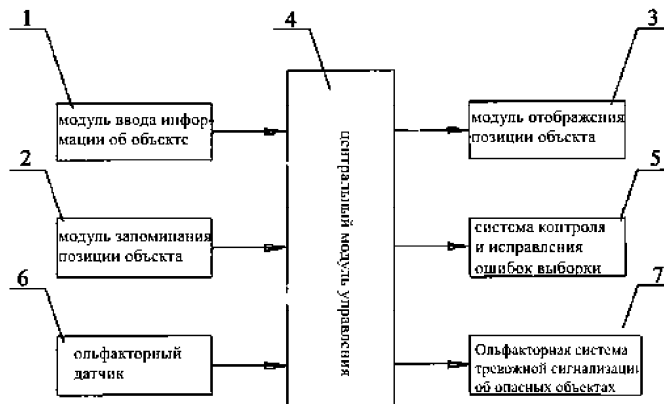 1
4
3
модуль ввода инфор-
мации об объекте
модуль отображения
позиции объекта
2
5
модуль запоминания
позиции объекта
центральный модуль управления
система контроля
и исправления
ошибок выборки
6
7
ольфакторный
датчик
Ольфакторная система
тревожной сигнализации
об опасных объектах